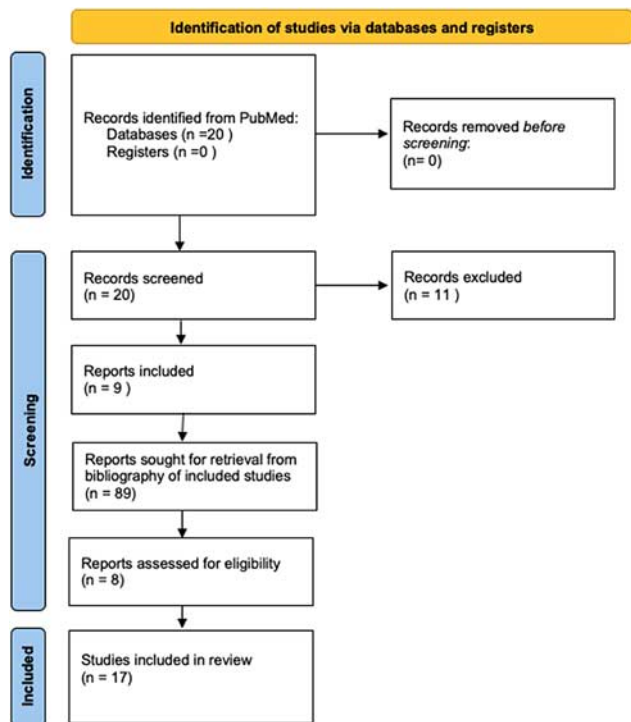 Identification of studies via databases and registers
Identification
Records identified from PubMed:
Databases (n =20 )
Registers (n =0 )
Records removed before
screening:
(n= 0)
Screening
Records screened
(n = 20)
Records excluded
(n = 11 )
Reports included
(n = 9 )
Reports sought for retrieval from
bibliography of included studies
(n = 89)
Reports assessed for eligibility
(n = 8)
Included
Studies included in review
(n = 17)